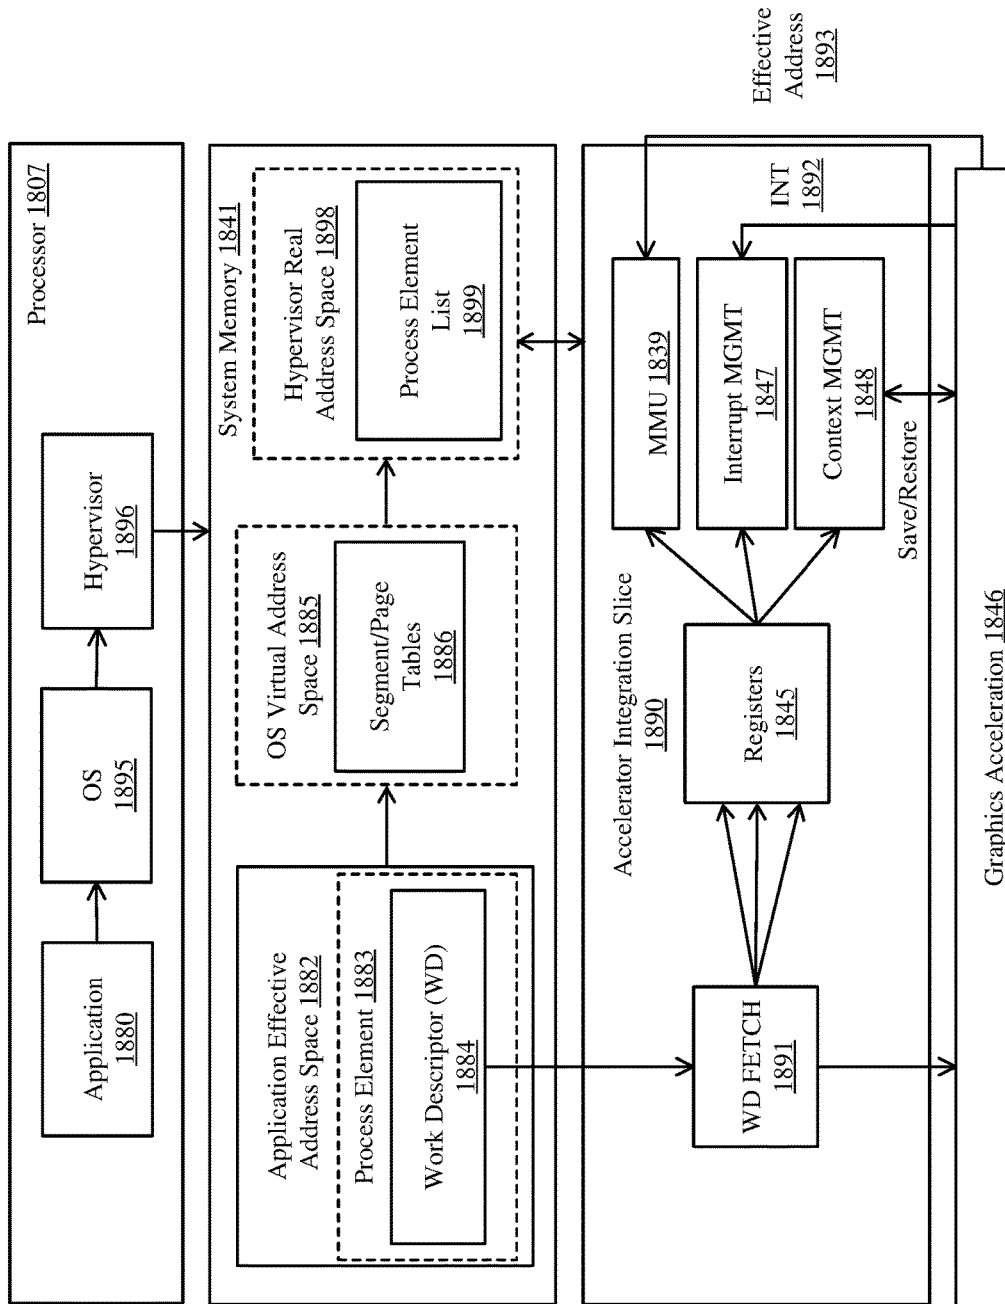 Processor 1807
Application
1880
OS
1895
Hypervisor
1896
System Memory 1841
Application Effective
Address Space 1882
Process Element 1883
Work Descriptor (WD)
1884
OS Virtual Address
Space 1885
Segment/Page
Tables
1886
Hypervisor Real
Address Space 1898
Process Element
List
1899
Accelerator Integration Slice
1890
WD FETCH
1891
Registers
1845
MMU 1839
Interrupt MGMT
1847
Context MGMT
1848
Save/Restore
INT
1892
Effective
Address
1893
Graphics Acceleration 1846